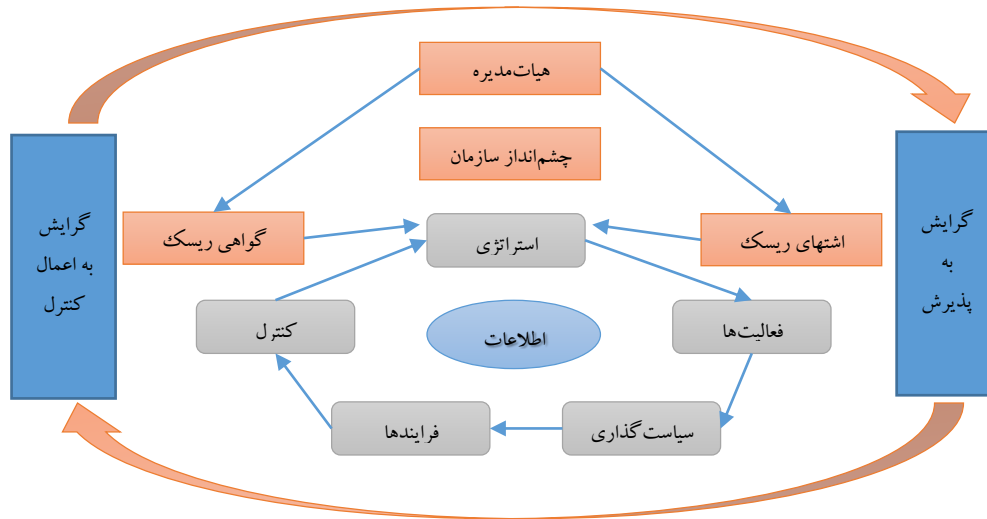 هیات‌مدیره
چشم‌انداز سازمان
گرایش
به
پذیرش
اشتهای ریسک
گواهی ریسک
گرایش
به اعمال
کنترل
استراتژی
فعالیت‌ها
اطلاعات
کنترل
سیاست‌گذاری
فرایندها